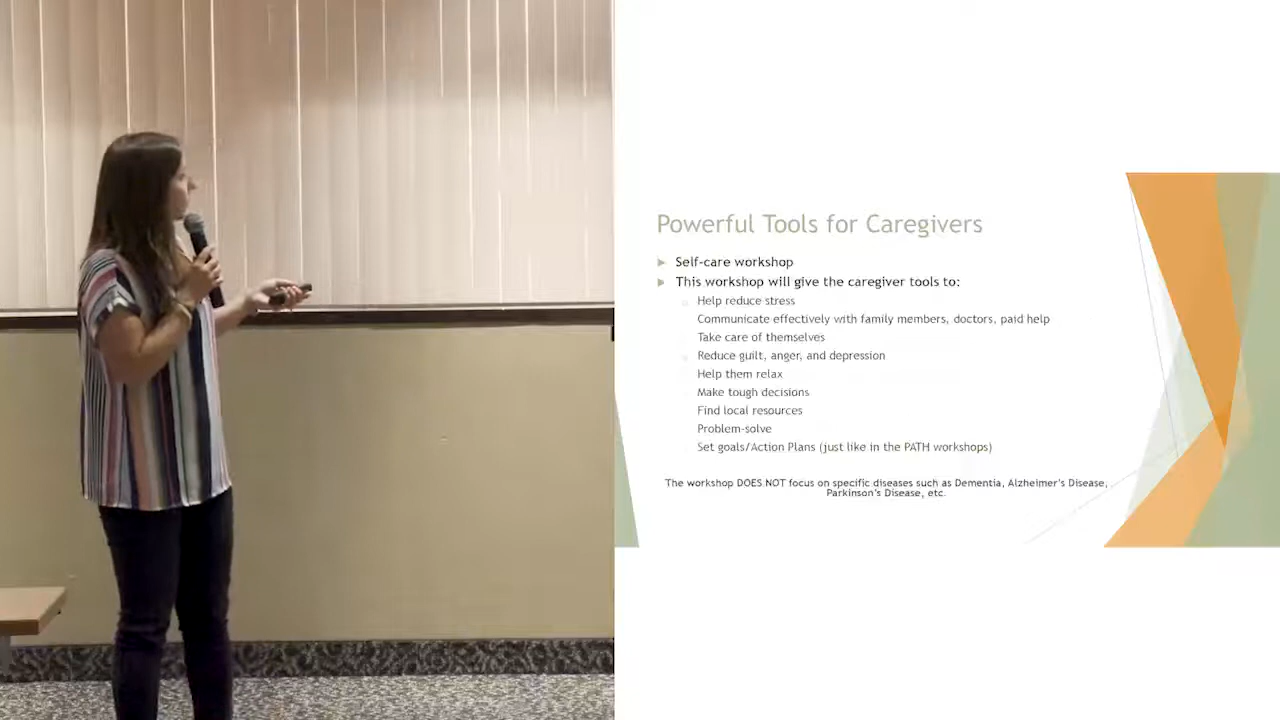 Powerful Tools for Caregivers
Self-care workshop
This workshop will give the caregiver tools to:
Help reduce stress
Communicate effectively with family members, doctors, paid help
Take care of themselves
Reduce guilt, anger, and depression
Help them relax
Make tough decisions
Find local resources
Problem-solve
Set goals/Action Plans (just like in the PATH workshops)
The workshop DOES NOT focus on specific diseases such as Dementia, Alzheimer's Disease,
Parkinson's Disease, etc.